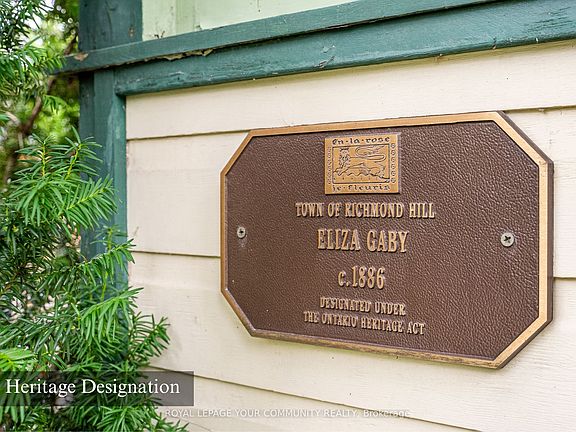 En·la·rose
je·fleuris
TOWN OF RICHMOND HILL
ELIZA GABY
c.1886
DESIGNATED UNDER
THE ONTARIO HERITAGE ACT
Heritage Designation
ROYAL LEPAGE YOUR COMMUNITY REALTY, Brokerage